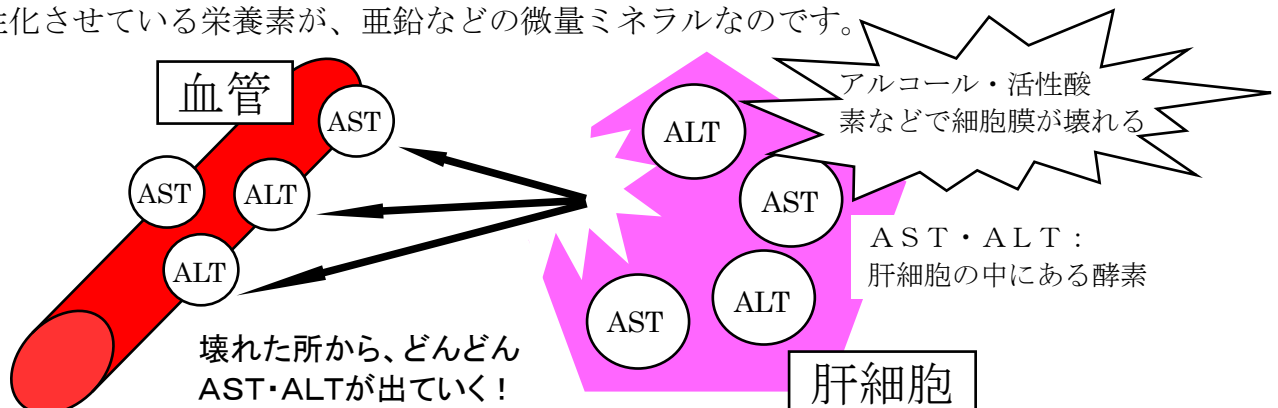 性化させている栄養素が、亜鉛などの微量ミネラルなのです。
血管
AST
AST
ALT
ALT
ALT
AST
AST
ALT
アルコール・活性酸
素などで細胞膜が壊れる
ＡＳＴ・ＡＬＴ：
肝細胞の中にある酵素
壊れた所から、どんどん
AST・ALTが出ていく！
肝細胞